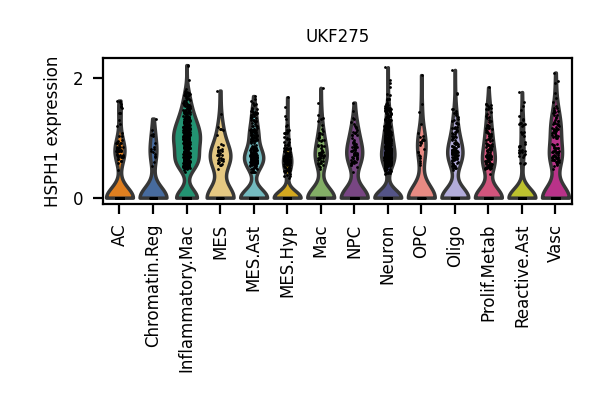 UKF275
HSPH1 expression
2
0
AC
Chromatin.Reg
Inflammatory.Mac
MES
MES.Ast
MES.Hyp
Mac
NPC
Neuron
OPC
Oligo
Prolif.Metab
Reactive.Ast
Vasc